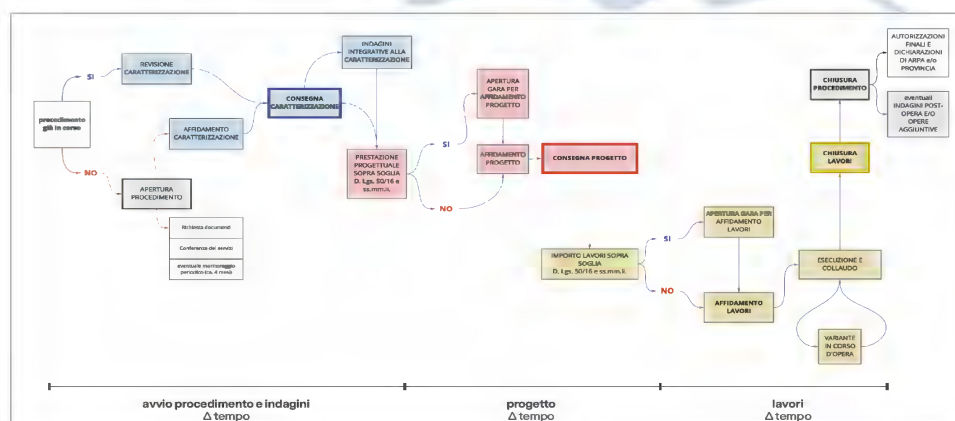 procedimento
già in corso
SI
NO
REVISIONE
CARATTERIZZAZIONE
AFFIDAMENTO
CARATTERIZZAZIONE
APERTURA
PROCEDIMENTO
Richiesta documenti
Conferenza dei servizi
eventuale monitoraggio
periodico (ca. 4 mesi)
CONSEGNA
CARATTERIZZAZIONE
INDAGINI
INTEGRATIVE ALLA
CARATTERIZZAZIONE
PRESTAZIONE
PROGETTUALE
SOPRA SOGLIA
D. Lgs. 50/16 e
ss.mm.ii.
SI
NO
APERTURA
GARA PER
AFFIDAMENTO
PROGETTO
AFFIDAMENTO
PROGETTO
CONSEGNA PROGETTO
IMPORTO LAVORI SOPRA
SOGLIA
D. Lgs. 50/16 e ss.mm.ii.
SI
NO
APERTURA GARA PER
AFFIDAMENTO
LAVORI
AFFIDAMENTO
LAVORI
ESECUZIONE E
COLLAUDO
VARIANTE
IN CORSO
D'OPERA
CHIUSURA
LAVORI
CHIUSURA
PROCEDIMENTO
AUTORIZZAZIONI
FINALI E
DICHIARAZIONI
DI ARPA e/o
PROVINCIA
eventuali
INDAGINI POST-
OPERA E/O
OPERE
AGGIUNTIVE
avvio procedimento e indagini
Δ tempo
progetto
Δ tempo
lavori
Δ tempo